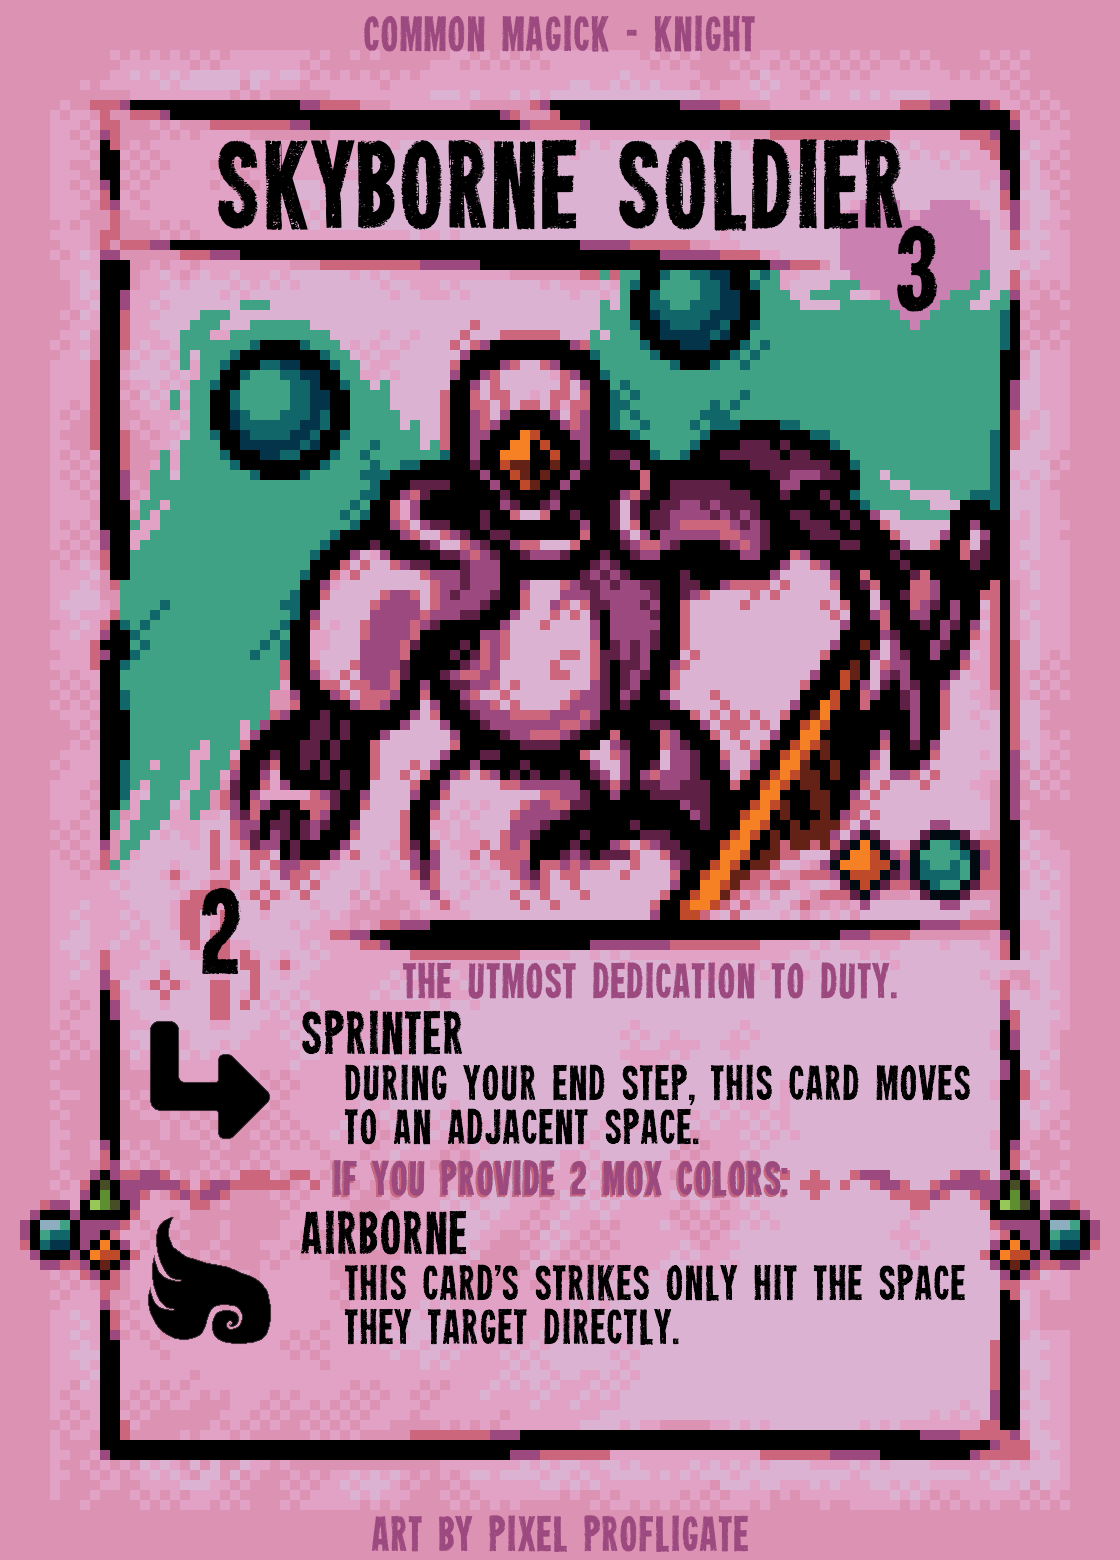 COMMON MAGICK - KNIGHT
SKYBORNE SOLDIER
3
2
THE UTMOST DEDICATION TO DUTY.
SPRINTER
DURING YOUR END STEP, THIS CARD MOVES
TO AN ADJACENT SPACE.
IF YOU PROVIDE 2 MOX COLORS:
AIRBORNE
THIS CARD'S STRIKES ONLY HIT THE SPACE
THEY TARGET DIRECTLY.
ART BY PIXEL PROFLIGATE